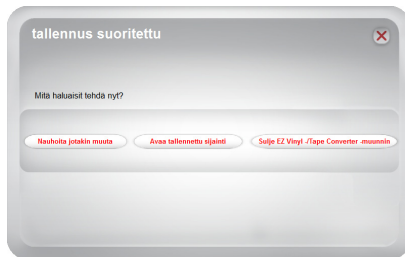 tallennus suoritettu
Mitä haluaisit tehdä nyt?
Nauhoita jotakin muuta Avaa tallennettu sijainti Sulje EZ Vinyl -/Tape Converter -muunnin